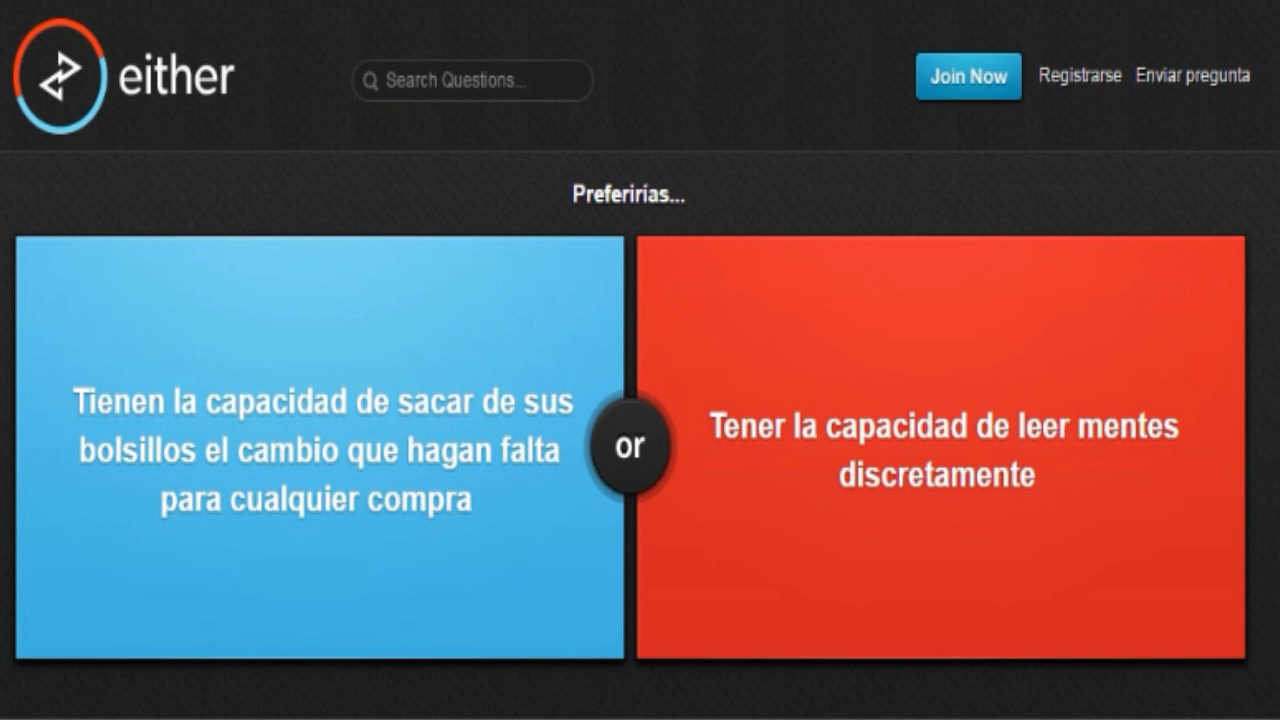 either
Search Questions...
Join Now
Registrarse
Enviar pregunta
Preferirías...
Tienen la capacidad de sacar de sus
bolsillos el cambio que hagan falta
para cualquier compra
or
Tener la capacidad de leer mentes
discretamente